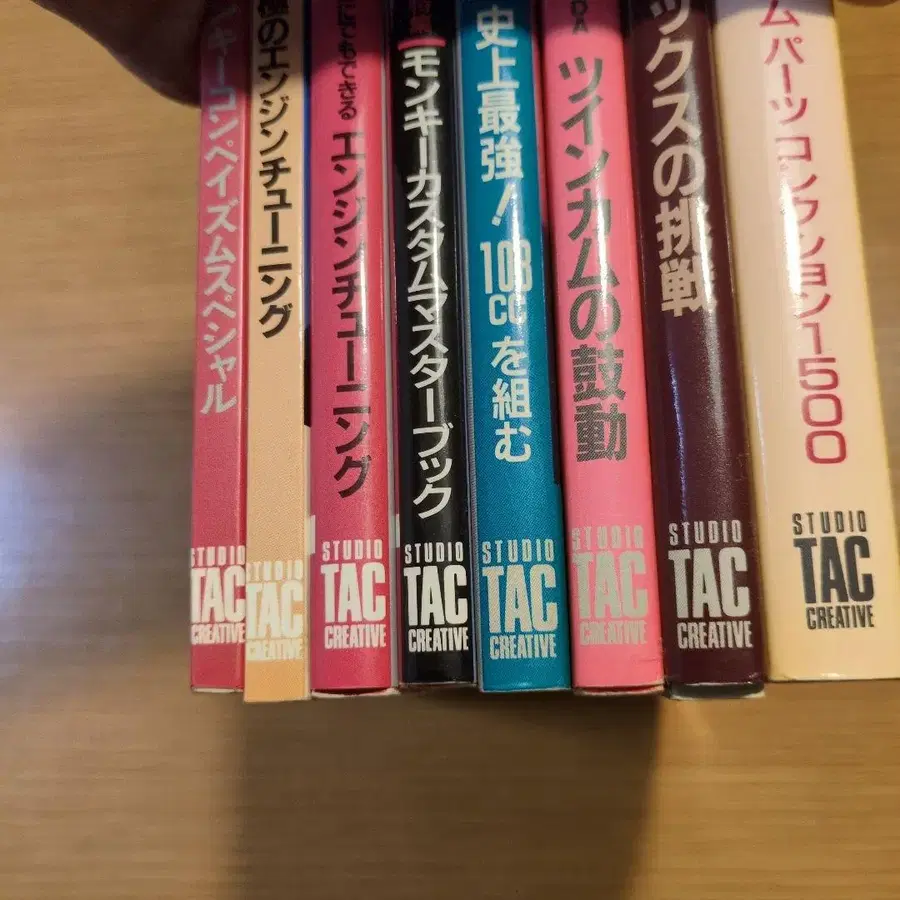 キーコンペイズムスペシャル
STUDIO
TAC
CREATIVE
極のエンジンチューニング
STUDIO
TAC
CREATIVE
にでもできる エンジンチューニング
STUDIO
TAC
CREATIVE
モンキーカスタムマスターブック
STUDIO
TAC
CREATIVE
史上最強! 108ccを組む
STUDIO
TAC
CREATIVE
DA ツインカムの鼓動
STUDIO
TAC
CREATIVE
ックスの挑戦
STUDIO
TAC
CREATIVE
ム パーツ コレクション1500
STUDIO
TAC
CREATIVE